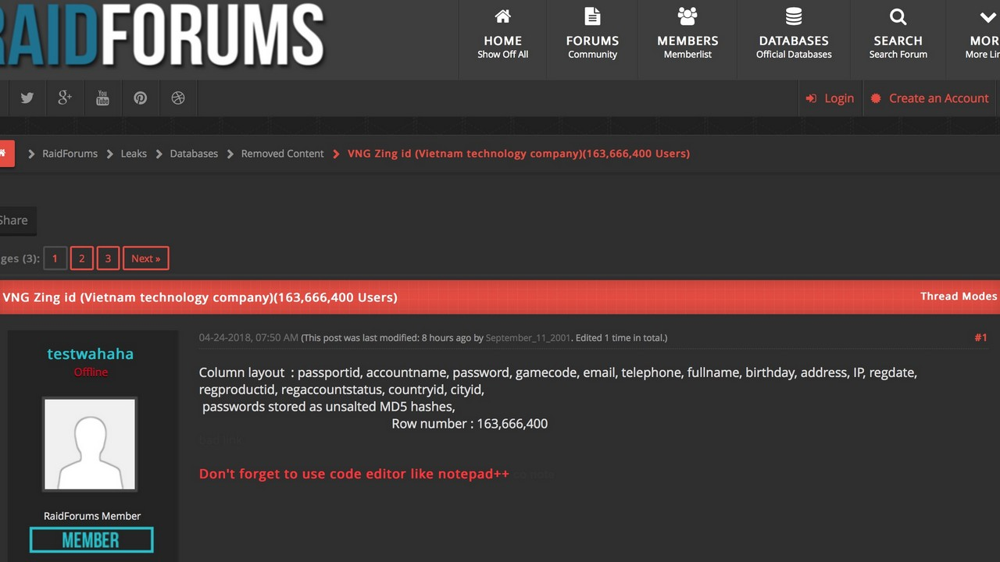 RAIDFORUMS
HOME
Show Off All
FORUMS
Community
MEMBERS
Memberlist
DATABASES
Official Databases
SEARCH
Search Forum
MOR
More Lin
You
Tube
g+
Login
Create an Account
RaidForums
Leaks
Databases
Removed Content
VNG Zing id (Vietnam technology company)(163,666,400 Users)
Share
ges (3): 1 2 3 Next »
VNG Zing id (Vietnam technology company)(163,666,400 Users)
Thread Modes
testwahaha
Offline
RaidForums Member
MEMBER
04-24-2018, 07:50 AM (This post was last modified: 8 hours ago by September_11_2001. Edited 1 time in total.)
#1
Column layout : passportid, accountname, password, gamecode, email, telephone, fullname, birthday, address, IP, regdate,
regproductid, regaccountstatus, countryid, cityid,
passwords stored as unsalted MD5 hashes,
Row number : 163,666,400
Don't forget to use code editor like notepad++